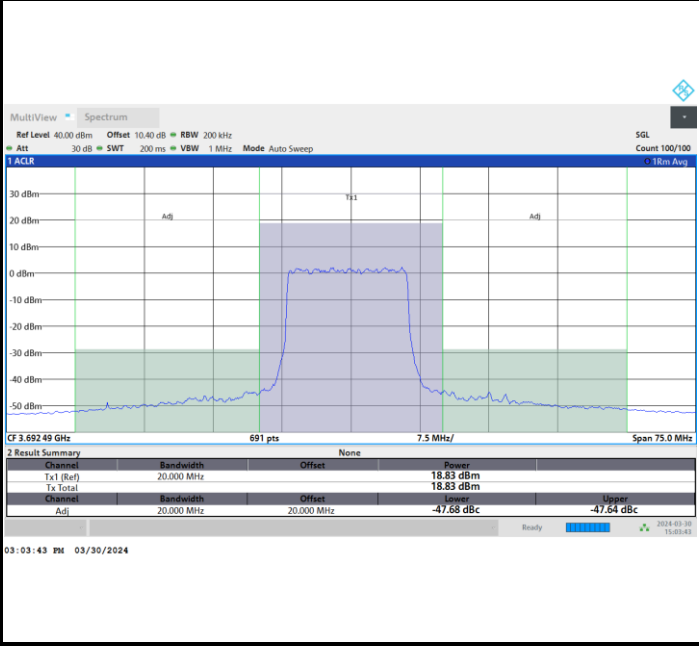 MultiView Spectrum
Ref Level 40.00 dBm Offset 10.40 dB RBW 200 kHz SGL
Att 30 dB SWT 200 ms VBW 1 MHz Mode Auto Sweep Count 100/100
1 ACLR 1Rm Avg
30 dBm
Tx1
20 dBm
Adj
Adj
10 dBm
0 dBm
-10 dBm
-20 dBm
-30 dBm
-40 dBm
-50 dBm
CF 3.692 49 GHz 691 pts 7.5 MHz/ Span 75.0 MHz
2 Result Summary None
Channel Bandwidth Offset Power
Tx1 (Ref) 20.000 MHz 18.83 dBm
Tx Total 18.83 dBm
Channel Bandwidth Offset Lower Upper
Adj 20.000 MHz 20.000 MHz -47.68 dBc -47.64 dBc
Ready 2024-03-30
15:03:43
03:03:43 PM 03/30/2024